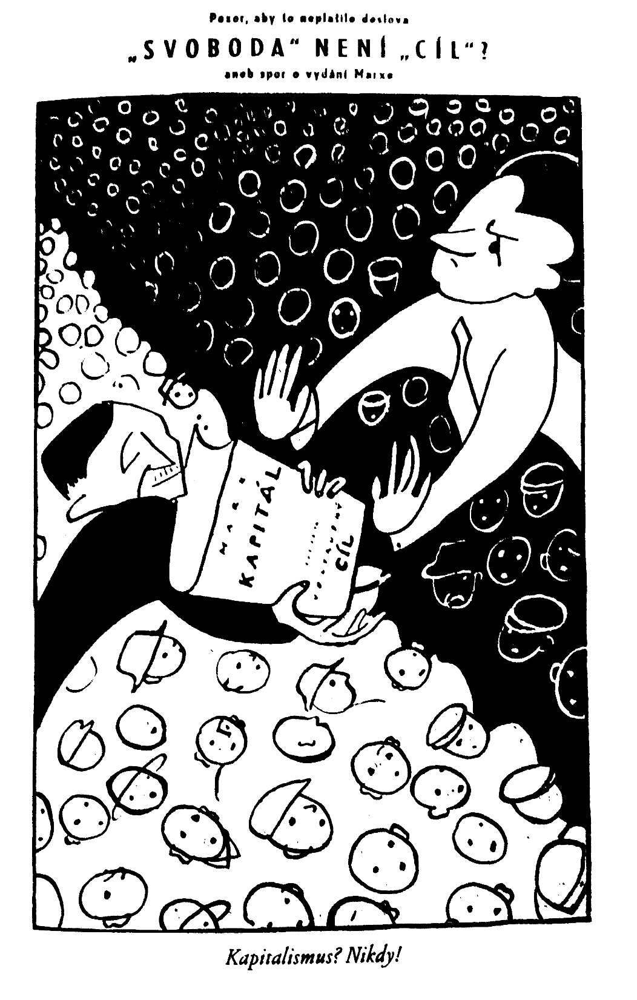 Pozor, aby to neplatilo doslova
„SVOBODA“ NENÍ „CÍL“?
aneb spor o vydání Marxe
MARX
KAPITÁL
CÍL
Kapitalismus? Nikdy!